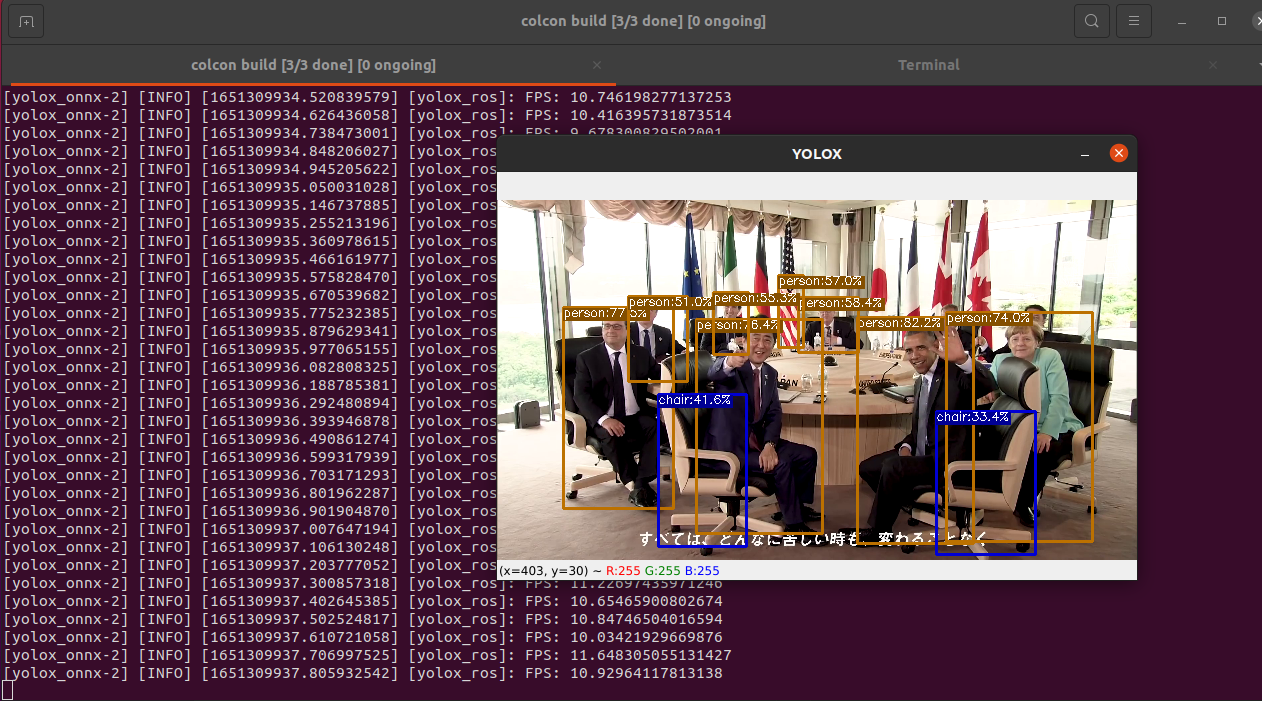 colcon build [3/3 done] [0 ongoing]
colcon build [3/3 done] [0 ongoing]
Terminal
[yolox_onnx-2] [INFO] [1651309934.520839579] [yolox_ros]: FPS: 10.746198277137253
[yolox_onnx-2] [INFO] [1651309934.626436058] [yolox_ros]: FPS: 10.416395731873514
[yolox_onnx-2] [INFO] [1651309934.738473001] [yolox_ros]: FPS: 9.678300829502001
[yolox_onnx-2] [INFO] [1651309934.848206027] [yolox_ros
[yolox_onnx-2] [INFO] [1651309934.945205622] [yolox_ros
[yolox_onnx-2] [INFO] [1651309935.050031028] [yolox_ros
[yolox_onnx-2] [INFO] [1651309935.146737885] [yolox_ros
[yolox_onnx-2] [INFO] [1651309935.255213196] [yolox_ros
[yolox_onnx-2] [INFO] [1651309935.360978615] [yolox_ros
[yolox_onnx-2] [INFO] [1651309935.466161977] [yolox_ros
[yolox_onnx-2] [INFO] [1651309935.575828470] [yolox_ros
[yolox_onnx-2] [INFO] [1651309935.670539682] [yolox_ros
[yolox_onnx-2] [INFO] [1651309935.775232385] [yolox_ros
[yolox_onnx-2] [INFO] [1651309935.879692341] [yolox_ros
[yolox_onnx-2] [INFO] [1651309935.977006155] [yolox_ros
[yolox_onnx-2] [INFO] [1651309936.082808325] [yolox_ros
[yolox_onnx-2] [INFO] [1651309936.188785381] [yolox_ros
[yolox_onnx-2] [INFO] [1651309936.292480894] [yolox_ros
[yolox_onnx-2] [INFO] [1651309936.393946878] [yolox_ros
[yolox_onnx-2] [INFO] [1651309936.490861274] [yolox_ros
[yolox_onnx-2] [INFO] [1651309936.599317939] [yolox_ros
[yolox_onnx-2] [INFO] [1651309936.703171293] [yolox_ros
[yolox_onnx-2] [INFO] [1651309936.801962287] [yolox_ros
[yolox_onnx-2] [INFO] [1651309936.901904870] [yolox_ros
[yolox_onnx-2] [INFO] [1651309937.007647194] [yolox_ros
[yolox_onnx-2] [INFO] [1651309937.106130248] [yolox_ros
[yolox_onnx-2] [INFO] [1651309937.203777052] [yolox_ros
[yolox_onnx-2] [INFO] [1651309937.300857318] [yolox_ros]: FPS: 11.22697435971246
[yolox_onnx-2] [INFO] [1651309937.402645385] [yolox_ros]: FPS: 10.65465900802674
[yolox_onnx-2] [INFO] [1651309937.502524817] [yolox_ros]: FPS: 10.84746504016594
[yolox_onnx-2] [INFO] [1651309937.610721058] [yolox_ros]: FPS: 10.03421929669876
[yolox_onnx-2] [INFO] [1651309937.706997525] [yolox_ros]: FPS: 11.648305055131427
[yolox_onnx-2] [INFO] [1651309937.805932542] [yolox_ros]: FPS: 10.92964117813138
YOLOX
person:57.0%
person:51.0%
person:55.3%
person:58.4%
person:77
5%
person:76.4%
person:82.2%
person:74.0%
chair:41.6%
chair:33.4%
すべては、どんなに苦しい時も、変わることなく
(x=403, y=30) ~ R:255 G:255 B:255